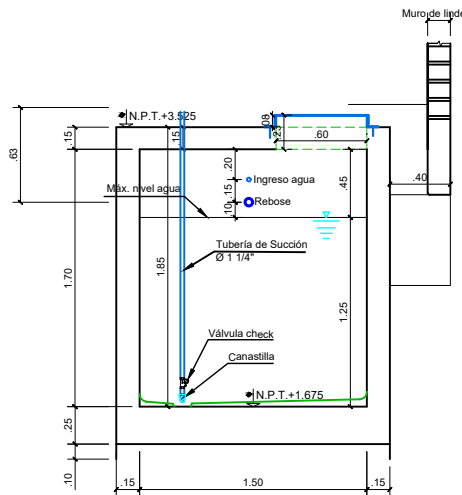 Muro de linde
N.P.T.+3.525
.08
.25
.60
.15
.15
.63
.20
Ingreso agua
.15
.45
.40
Máx. nivel agua
.10
Rebose
Tubería de Succión
Ø 1 1/4"
1.70
1.85
1.25
Válvula check
Canastilla
N.P.T.+1.675
.25
.10
.15
1.50
.15